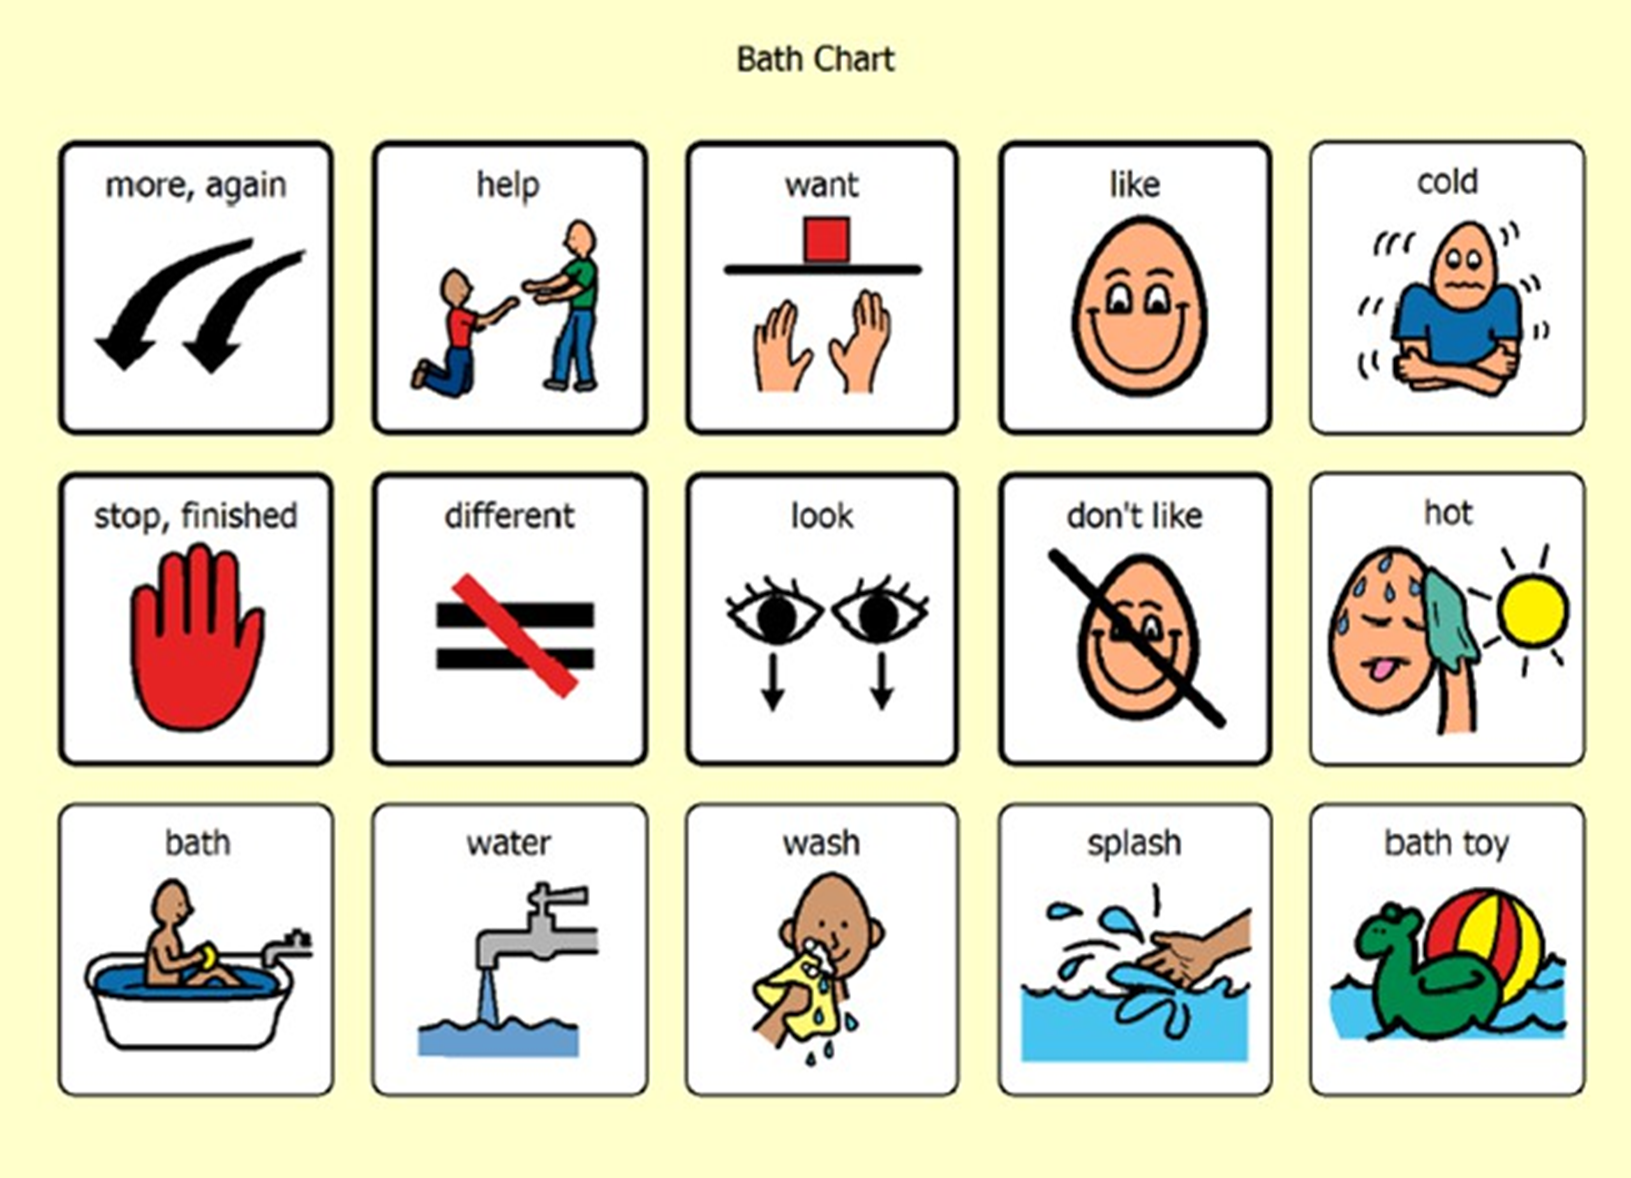 Bath Chart
more, again
help
want
like
cold
stop, finished
different
look
don't like
hot
bath
water
wash
splash
bath toy